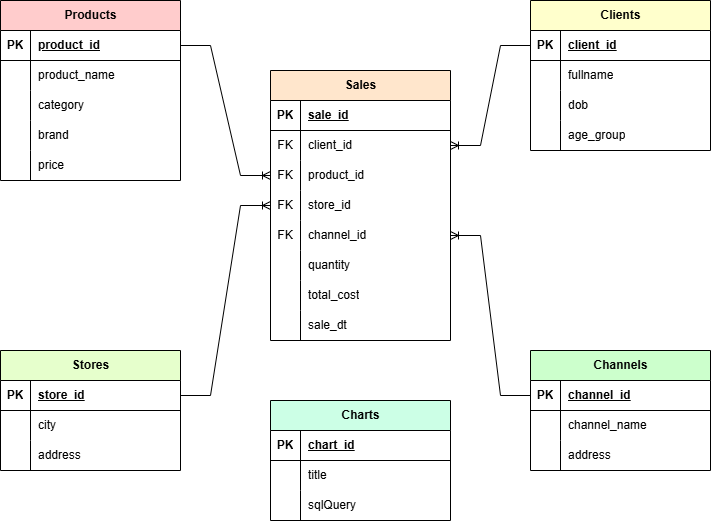 Products
PK product_id
product_name
category
brand
price
Clients
PK client_id
fullname
dob
age_group
Sales
PK sale_id
FK client_id
FK product_id
FK store_id
FK channel_id
quantity
total_cost
sale_dt
Stores
PK store_id
city
address
Charts
PK chart_id
title
sqlQuery
Channels
PK channel_id
channel_name
address